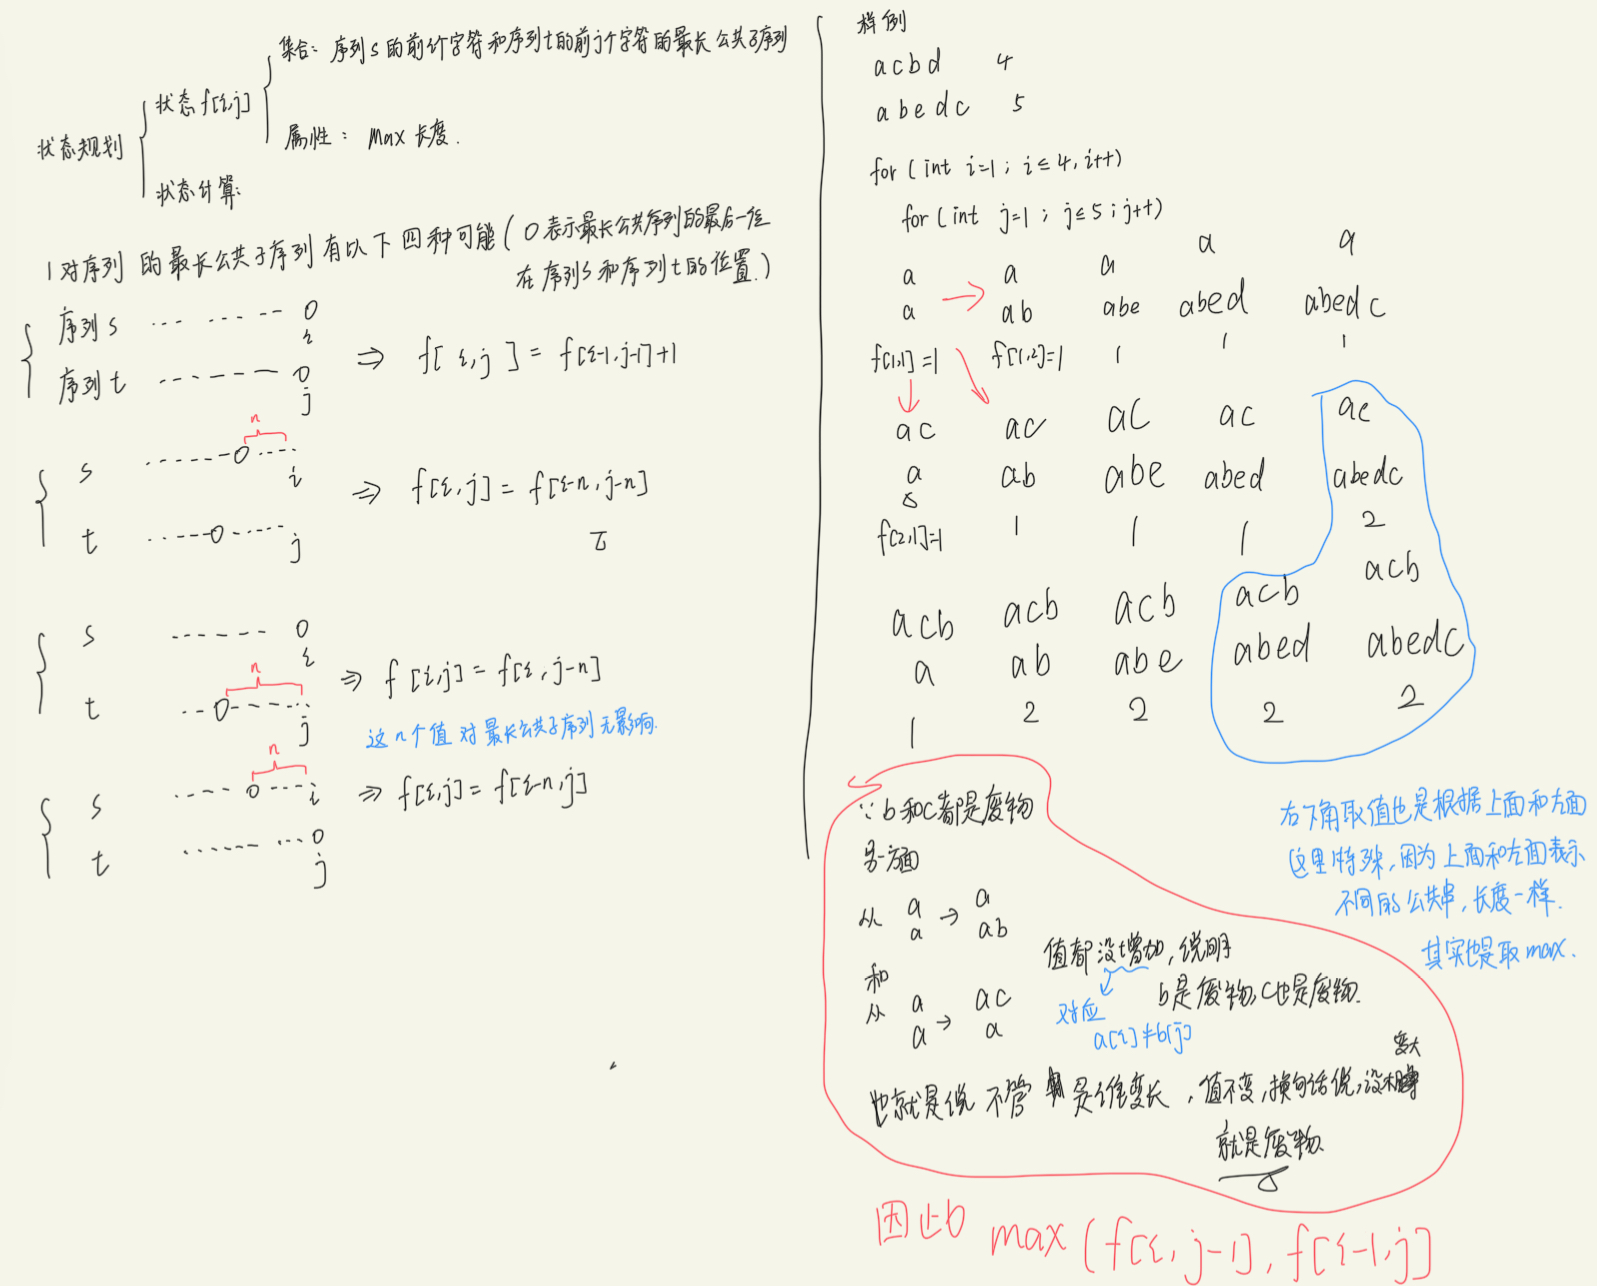 状态规划
状态f[i,j]
集合：序列s的前i个字符和序列t的前j个字符的最长公共子序列
属性：max长度.
状态计算:
1对序列的最长公共子序列有以下四种可能(0表示最长公共序列的最后一位
在序列s和序列t的位置.)
序列s ... ...... 0
i
序列t ........ 0
j
⇒ f[i,j] = f[i-1,j-1]+1
n
s ......0....
i
t ......0....
j
⇒ f[i,j] = f[i-n,j-n]
s ...... 0
i
n
t ..0......
j
⇒ f[i,j] = f[i,j-n]
这n个值对最长公共子序列无影响.
n
s ..... 0... i
t ...... ...0
j
⇒ f[i,j] = f[i-n,j]
样例
acbd 4
abedc 5
for(int i=1; i≤4, i++)
for(int j=1; j≤5; j++)
a a a a a
a → ab abe abed abedc
f[1,1]=1 f[1,2]=1 1 1 1
ac ac ac ac ac
a ab abe abed abedc
f[2,1]=1 1 1 1 2
acb acb acb acb acb
a ab abe abed abedc
1 2 2 2 2
∵b和c都是废物
另一方面
从 a → a
a ab
和
从 a → ac
a a
值都没增加,说明
b是废物,c也是废物.
对应
a[i]≠b[j]
也就是说 不管是谁变长,值不变,换句话说,没变大
就是废物.
右下角取值也是根据上面和左面
这里特殊,因为上面和左面表示
不同的公共串,长度一样.
其实也是取max.
因此 max(f[i,j-1], f[i-1,j]